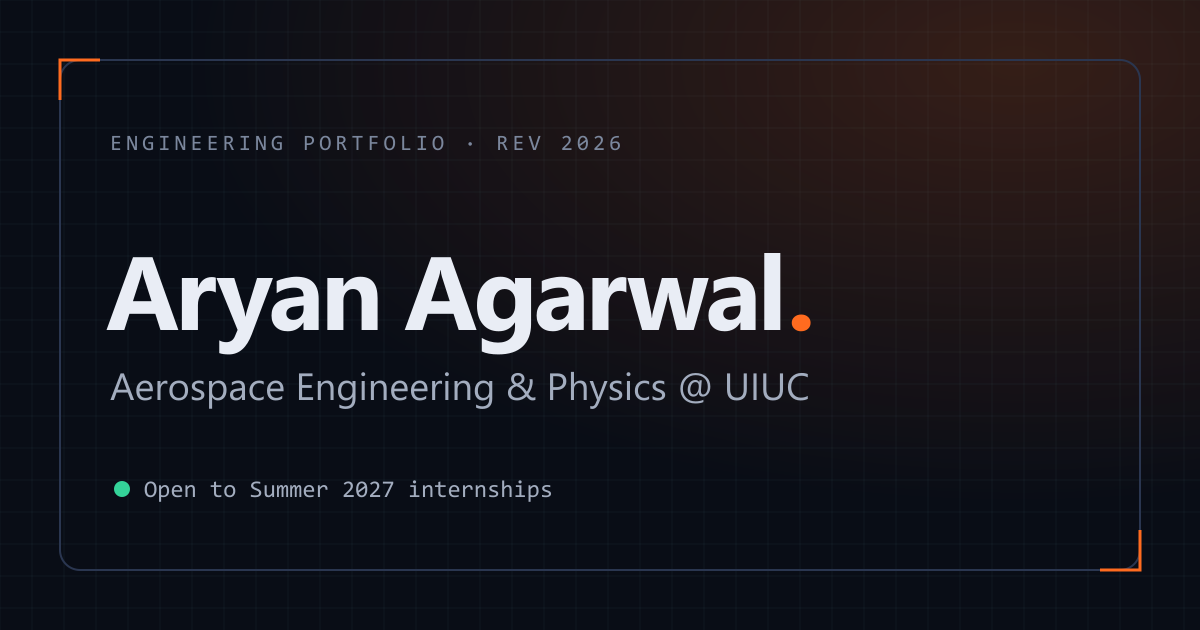 ENGINEERING PORTFOLIO · REV 2026
Aryan Agarwal.
Aerospace Engineering & Physics @ UIUC
Open to Summer 2027 internships